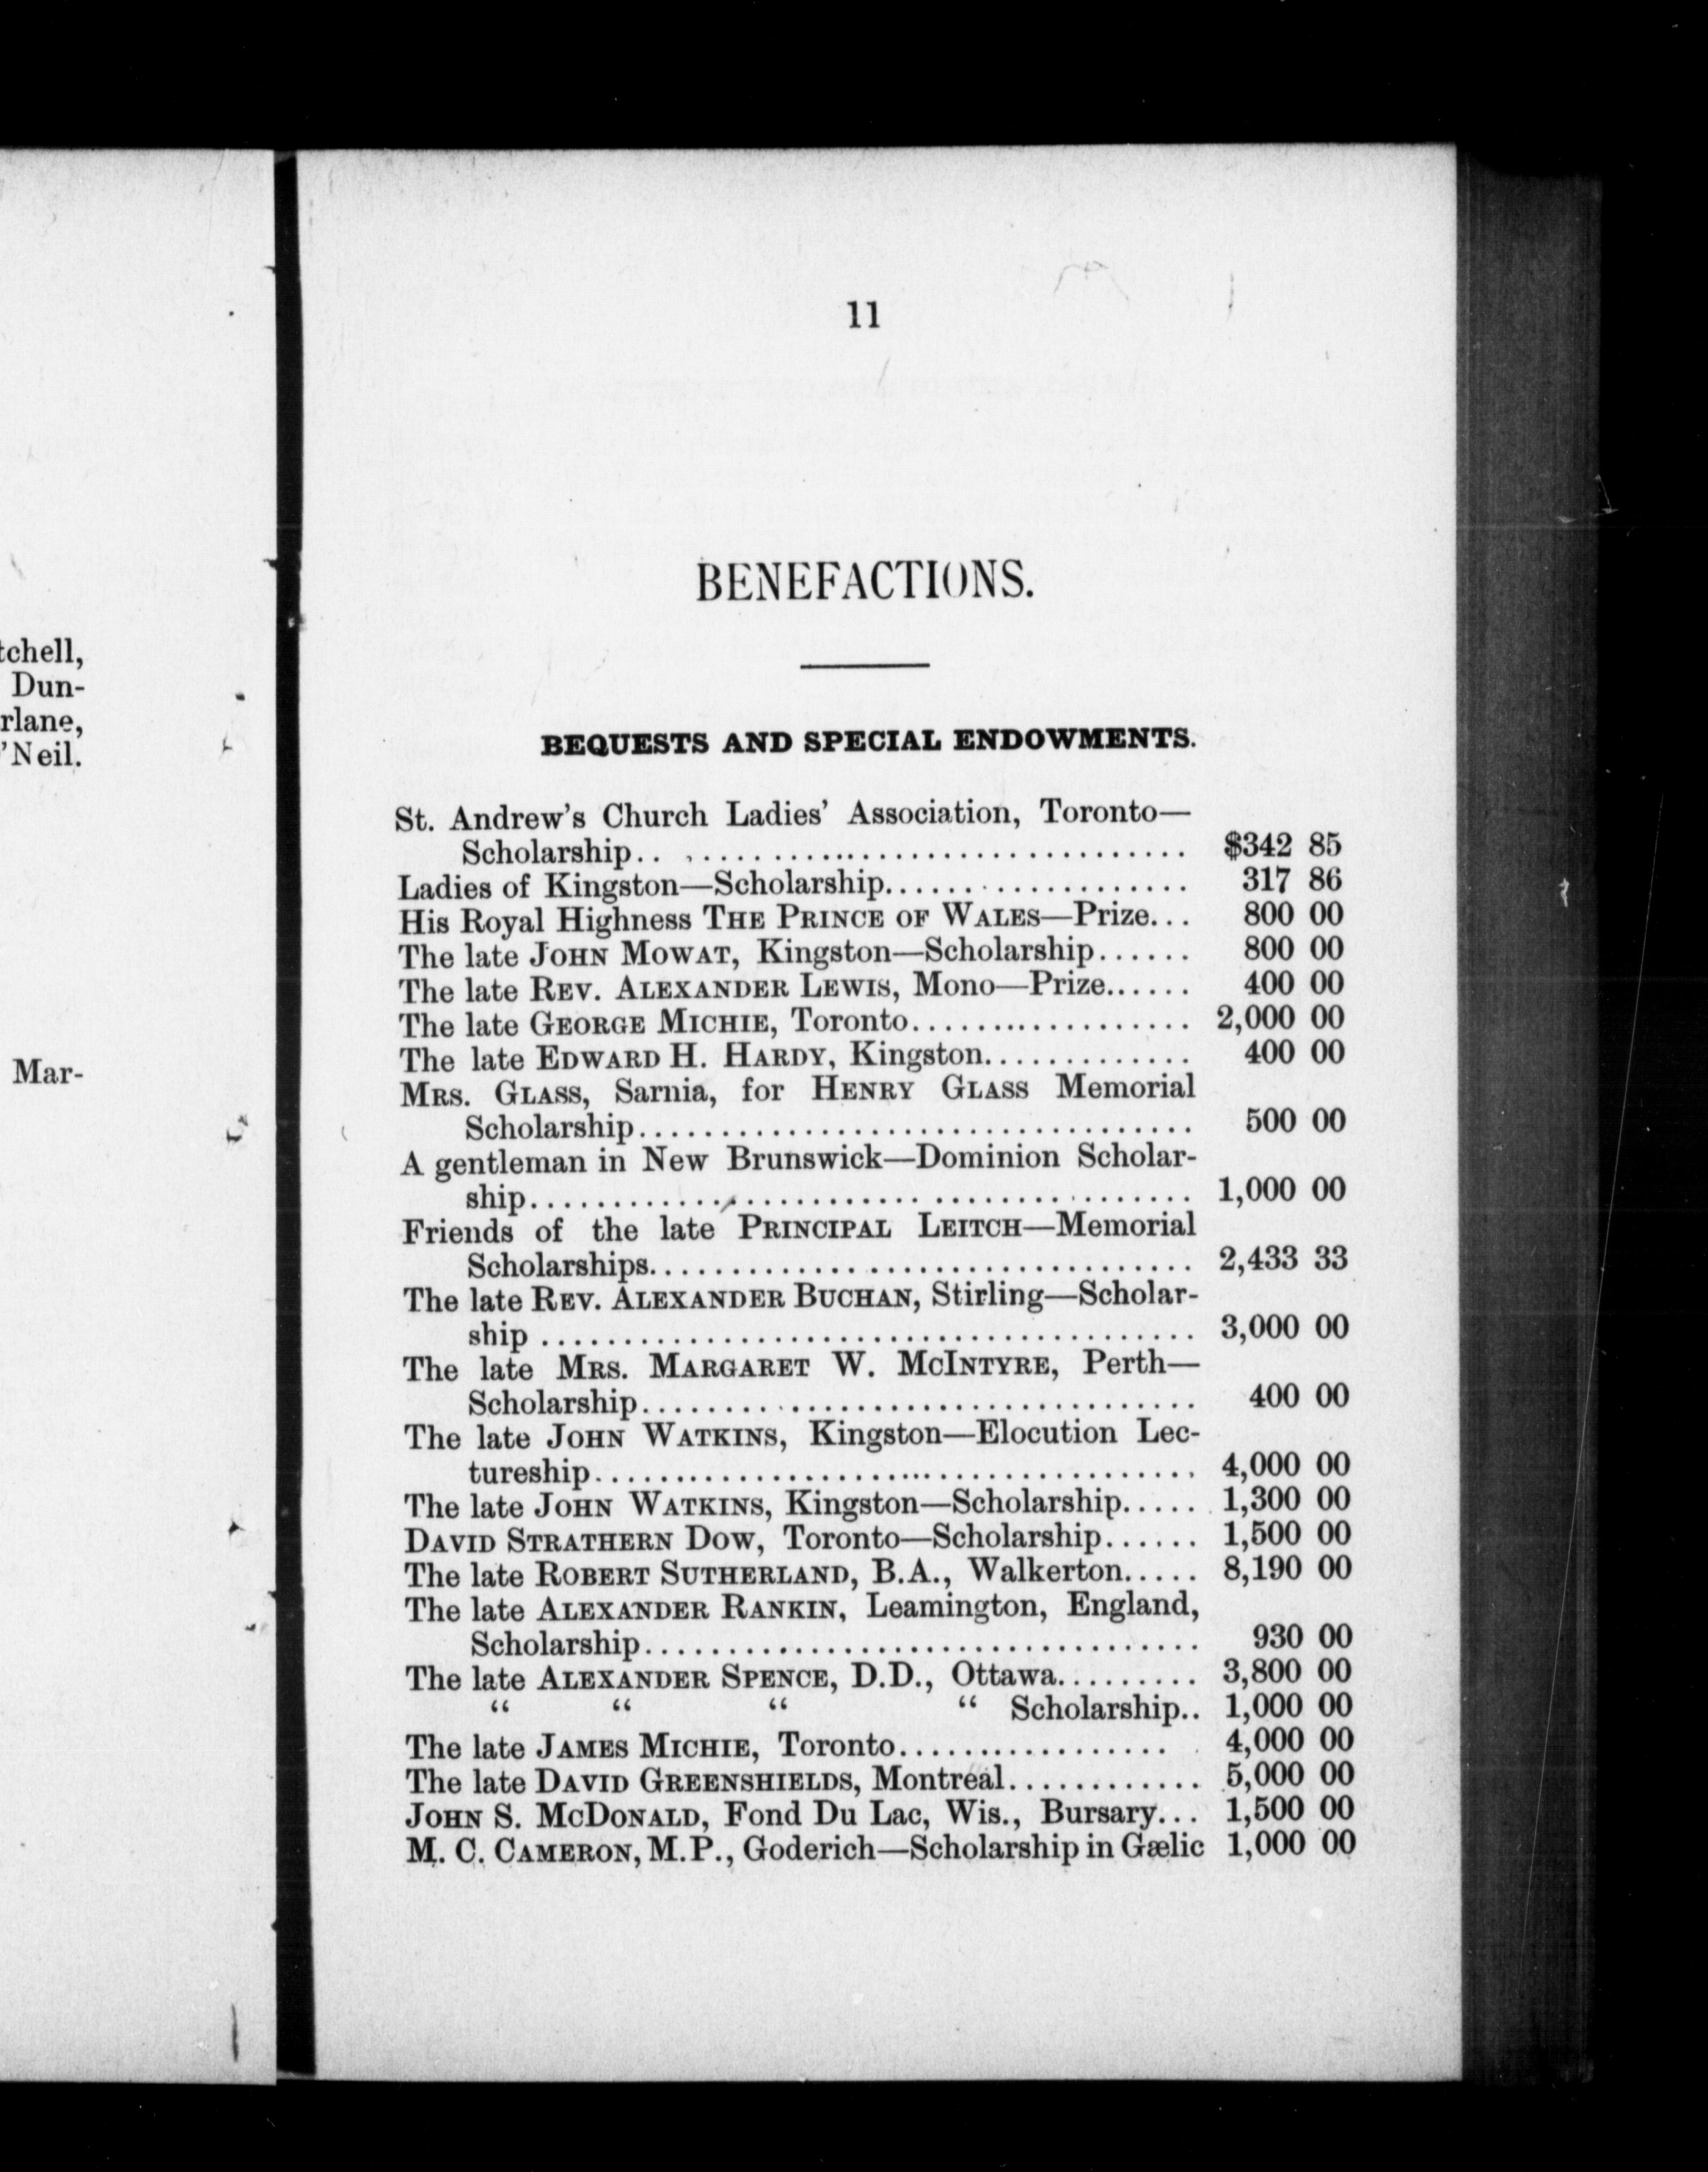 tchell,
Dun-
rlane,
'Neil.
Mar-
11
BENEFACTIONS.
BEQUESTS AND SPECIAL ENDOWMENTS.
St. Andrew's Church Ladies' Association, Toronto—
Scholarship.. ................................ $342 85
Ladies of Kingston—Scholarship................... 317 86
His Royal Highness THE PRINCE OF WALES—Prize... 800 00
The late JOHN MOWAT, Kingston—Scholarship...... 800 00
The late REV. ALEXANDER LEWIS, Mono—Prize...... 400 00
The late GEORGE MICHIE, Toronto.................. 2,000 00
The late EDWARD H. HARDY, Kingston............. 400 00
MRS. GLASS, Sarnia, for HENRY GLASS Memorial
Scholarship................................... 500 00
A gentleman in New Brunswick—Dominion Scholar-
ship.......................................... 1,000 00
Friends of the late PRINCIPAL LEITCH—Memorial
Scholarships.................................. 2,433 33
The late REV. ALEXANDER BUCHAN, Stirling—Scholar-
ship ......................................... 3,000 00
The late MRS. MARGARET W. MCINTYRE, Perth—
Scholarship................................... 400 00
The late JOHN WATKINS, Kingston—Elocution Lec-
tureship...................................... 4,000 00
The late JOHN WATKINS, Kingston—Scholarship..... 1,300 00
DAVID STRATHERN DOW, Toronto—Scholarship...... 1,500 00
The late ROBERT SUTHERLAND, B.A., Walkerton..... 8,190 00
The late ALEXANDER RANKIN, Leamington, England,
Scholarship................................... 930 00
The late ALEXANDER SPENCE, D.D., Ottawa......... 3,800 00
“ “ “ “ Scholarship.. 1,000 00
The late JAMES MICHIE, Toronto................. 4,000 00
The late DAVID GREENSHIELDS, Montreal............ 5,000 00
JOHN S. MCDONALD, Fond Du Lac, Wis., Bursary... 1,500 00
M. C. CAMERON, M.P., Goderich—Scholarship in Gælic 1,000 00